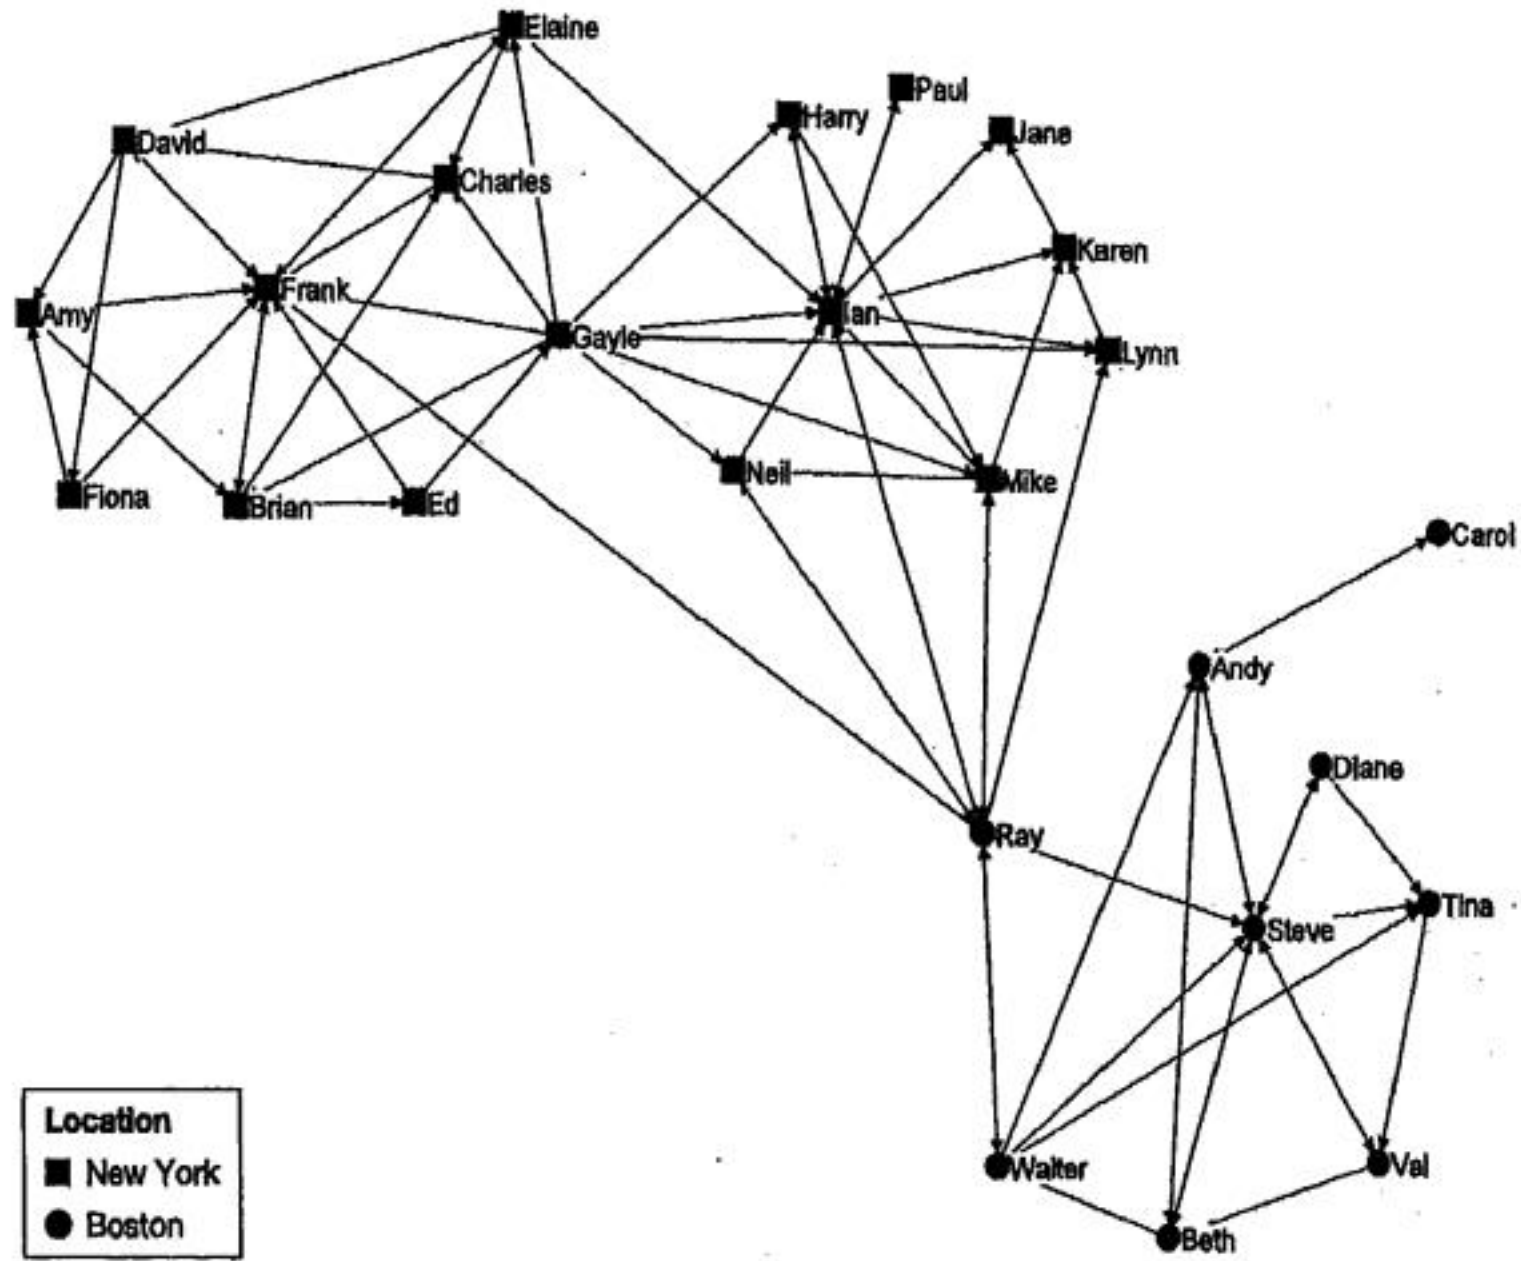 Elaine
Paul
Harry
Jane
David
Charles
Karen
Frank
Amy
Ian
Gayle
Lynn
Neil
Mike
Fiona
Brian
Ed
Carol
Andy
Diane
Ray
Tina
Steve
Walter
Val
Beth
Location
New York
Boston